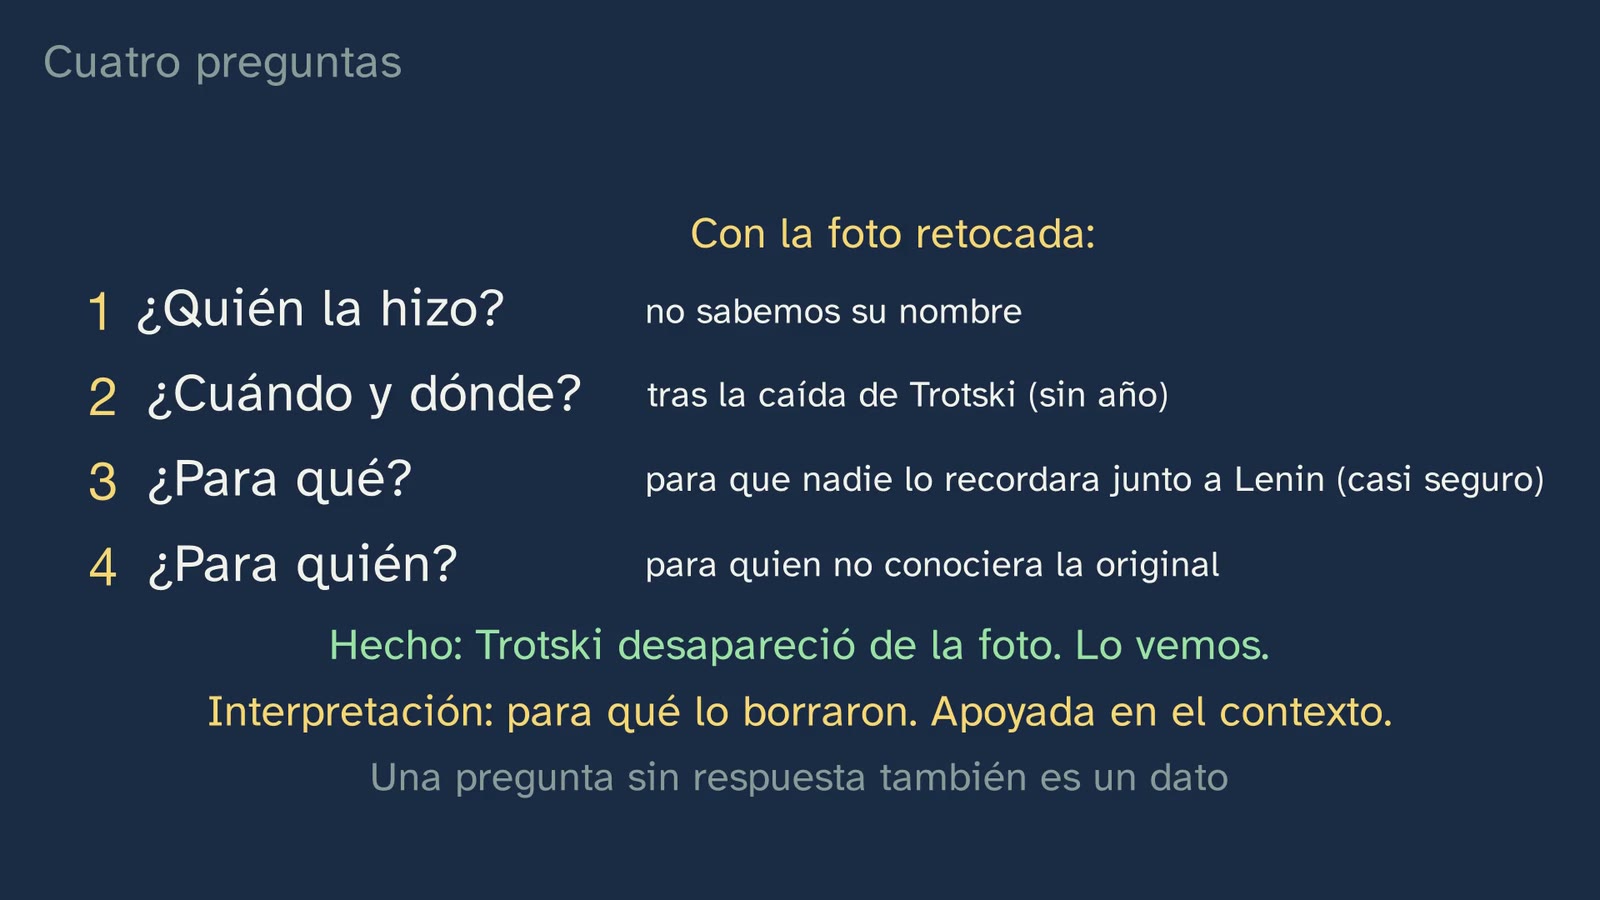 Cuatro preguntas
Con la foto retocada:
1 ¿Quién la hizo? no sabemos su nombre
2 ¿Cuándo y dónde? tras la caída de Trotski (sin año)
3 ¿Para qué? para que nadie lo recordara junto a Lenin (casi seguro)
4 ¿Para quién? para quien no conociera la original
Hecho: Trotski desapareció de la foto. Lo vemos.
Interpretación: para qué lo borraron. Apoyada en el contexto.
Una pregunta sin respuesta también es un dato